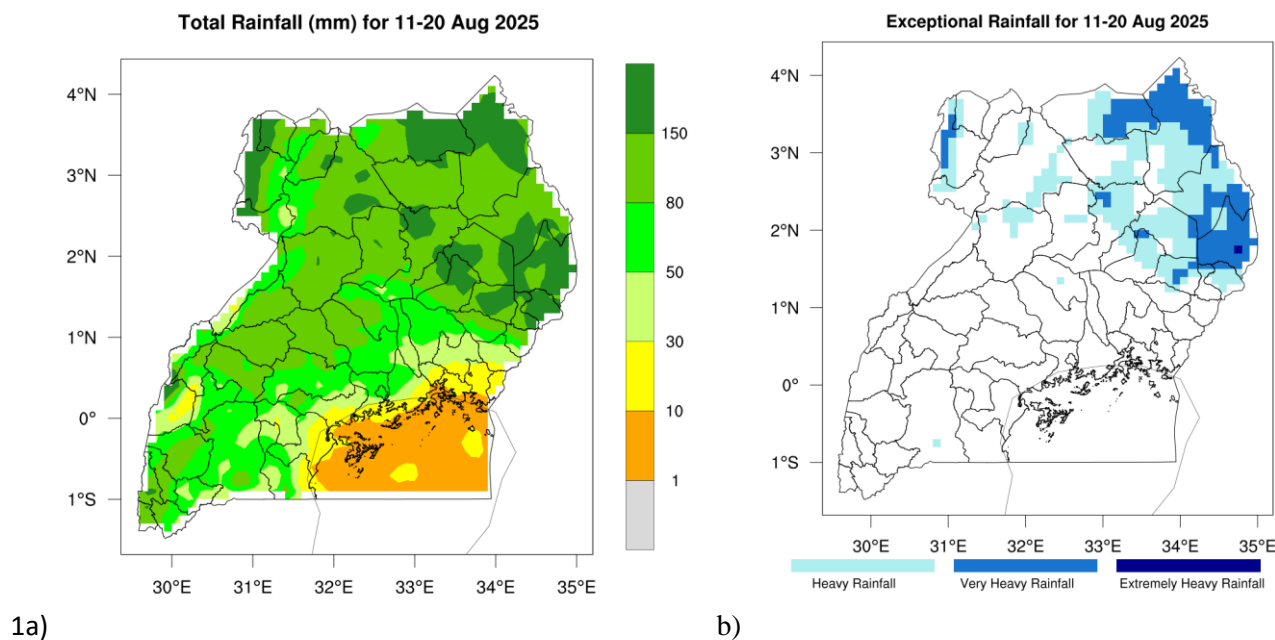 Total Rainfall (mm) for 11-20 Aug 2025
4°N
3°N
2°N
1°N
0°
1°S
30°E 31°E 32°E 33°E 34°E 35°E
150
80
50
30
10
1
1a)
Exceptional Rainfall for 11-20 Aug 2025
4°N
3°N
2°N
1°N
0°
1°S
30°E 31°E 32°E 33°E 34°E 35°E
Heavy Rainfall Very Heavy Rainfall Extremely Heavy Rainfall
b)